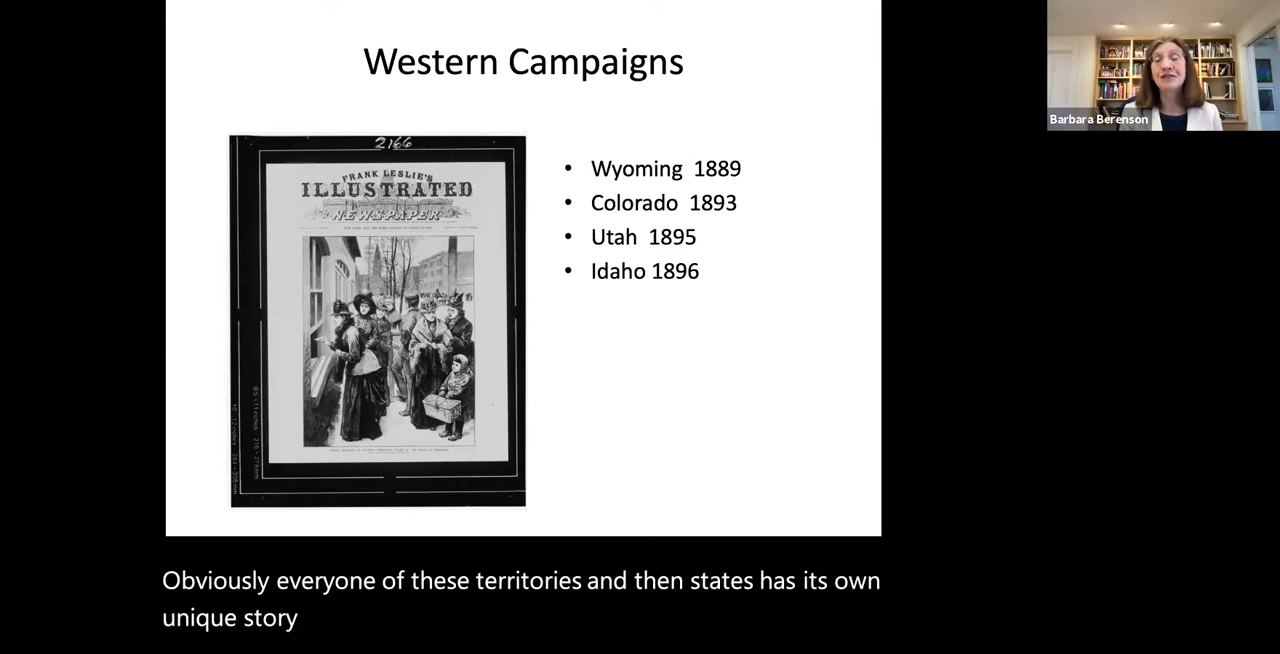 Western Campaigns
2166
FRANK LESLIE'S
ILLUSTRATED
NEWSPAPER
• Wyoming 1889
• Colorado 1893
• Utah 1895
• Idaho 1896
Barbara Berenson
Obviously everyone of these territories and then states has its own
unique story